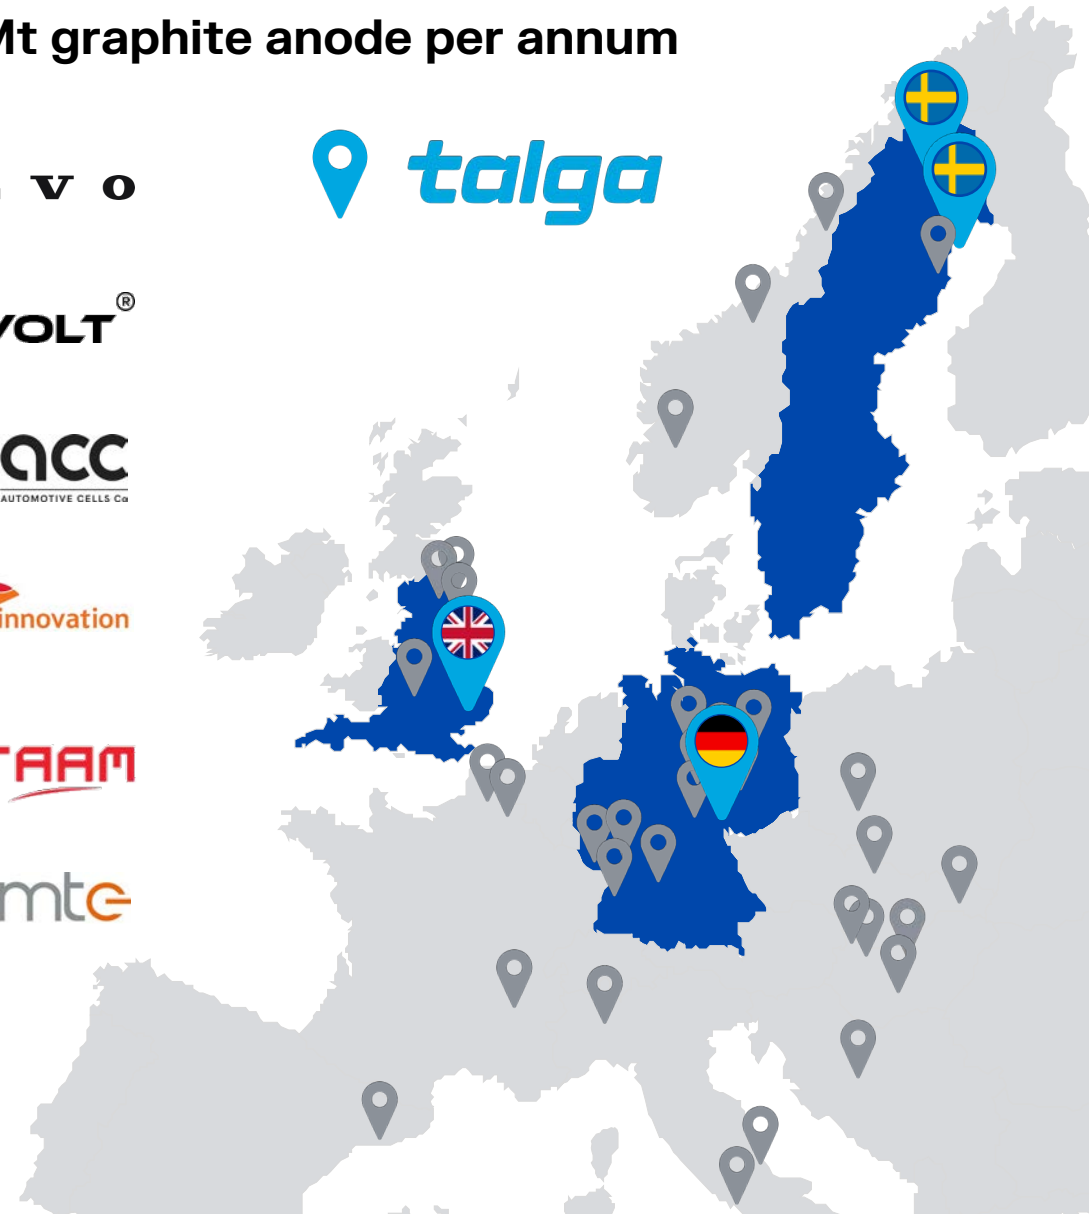 Mt graphite anode per annum
talga
v o
VOLT®
acc
AUTOMOTIVE CELLS Co
innovation
TAAM
mte